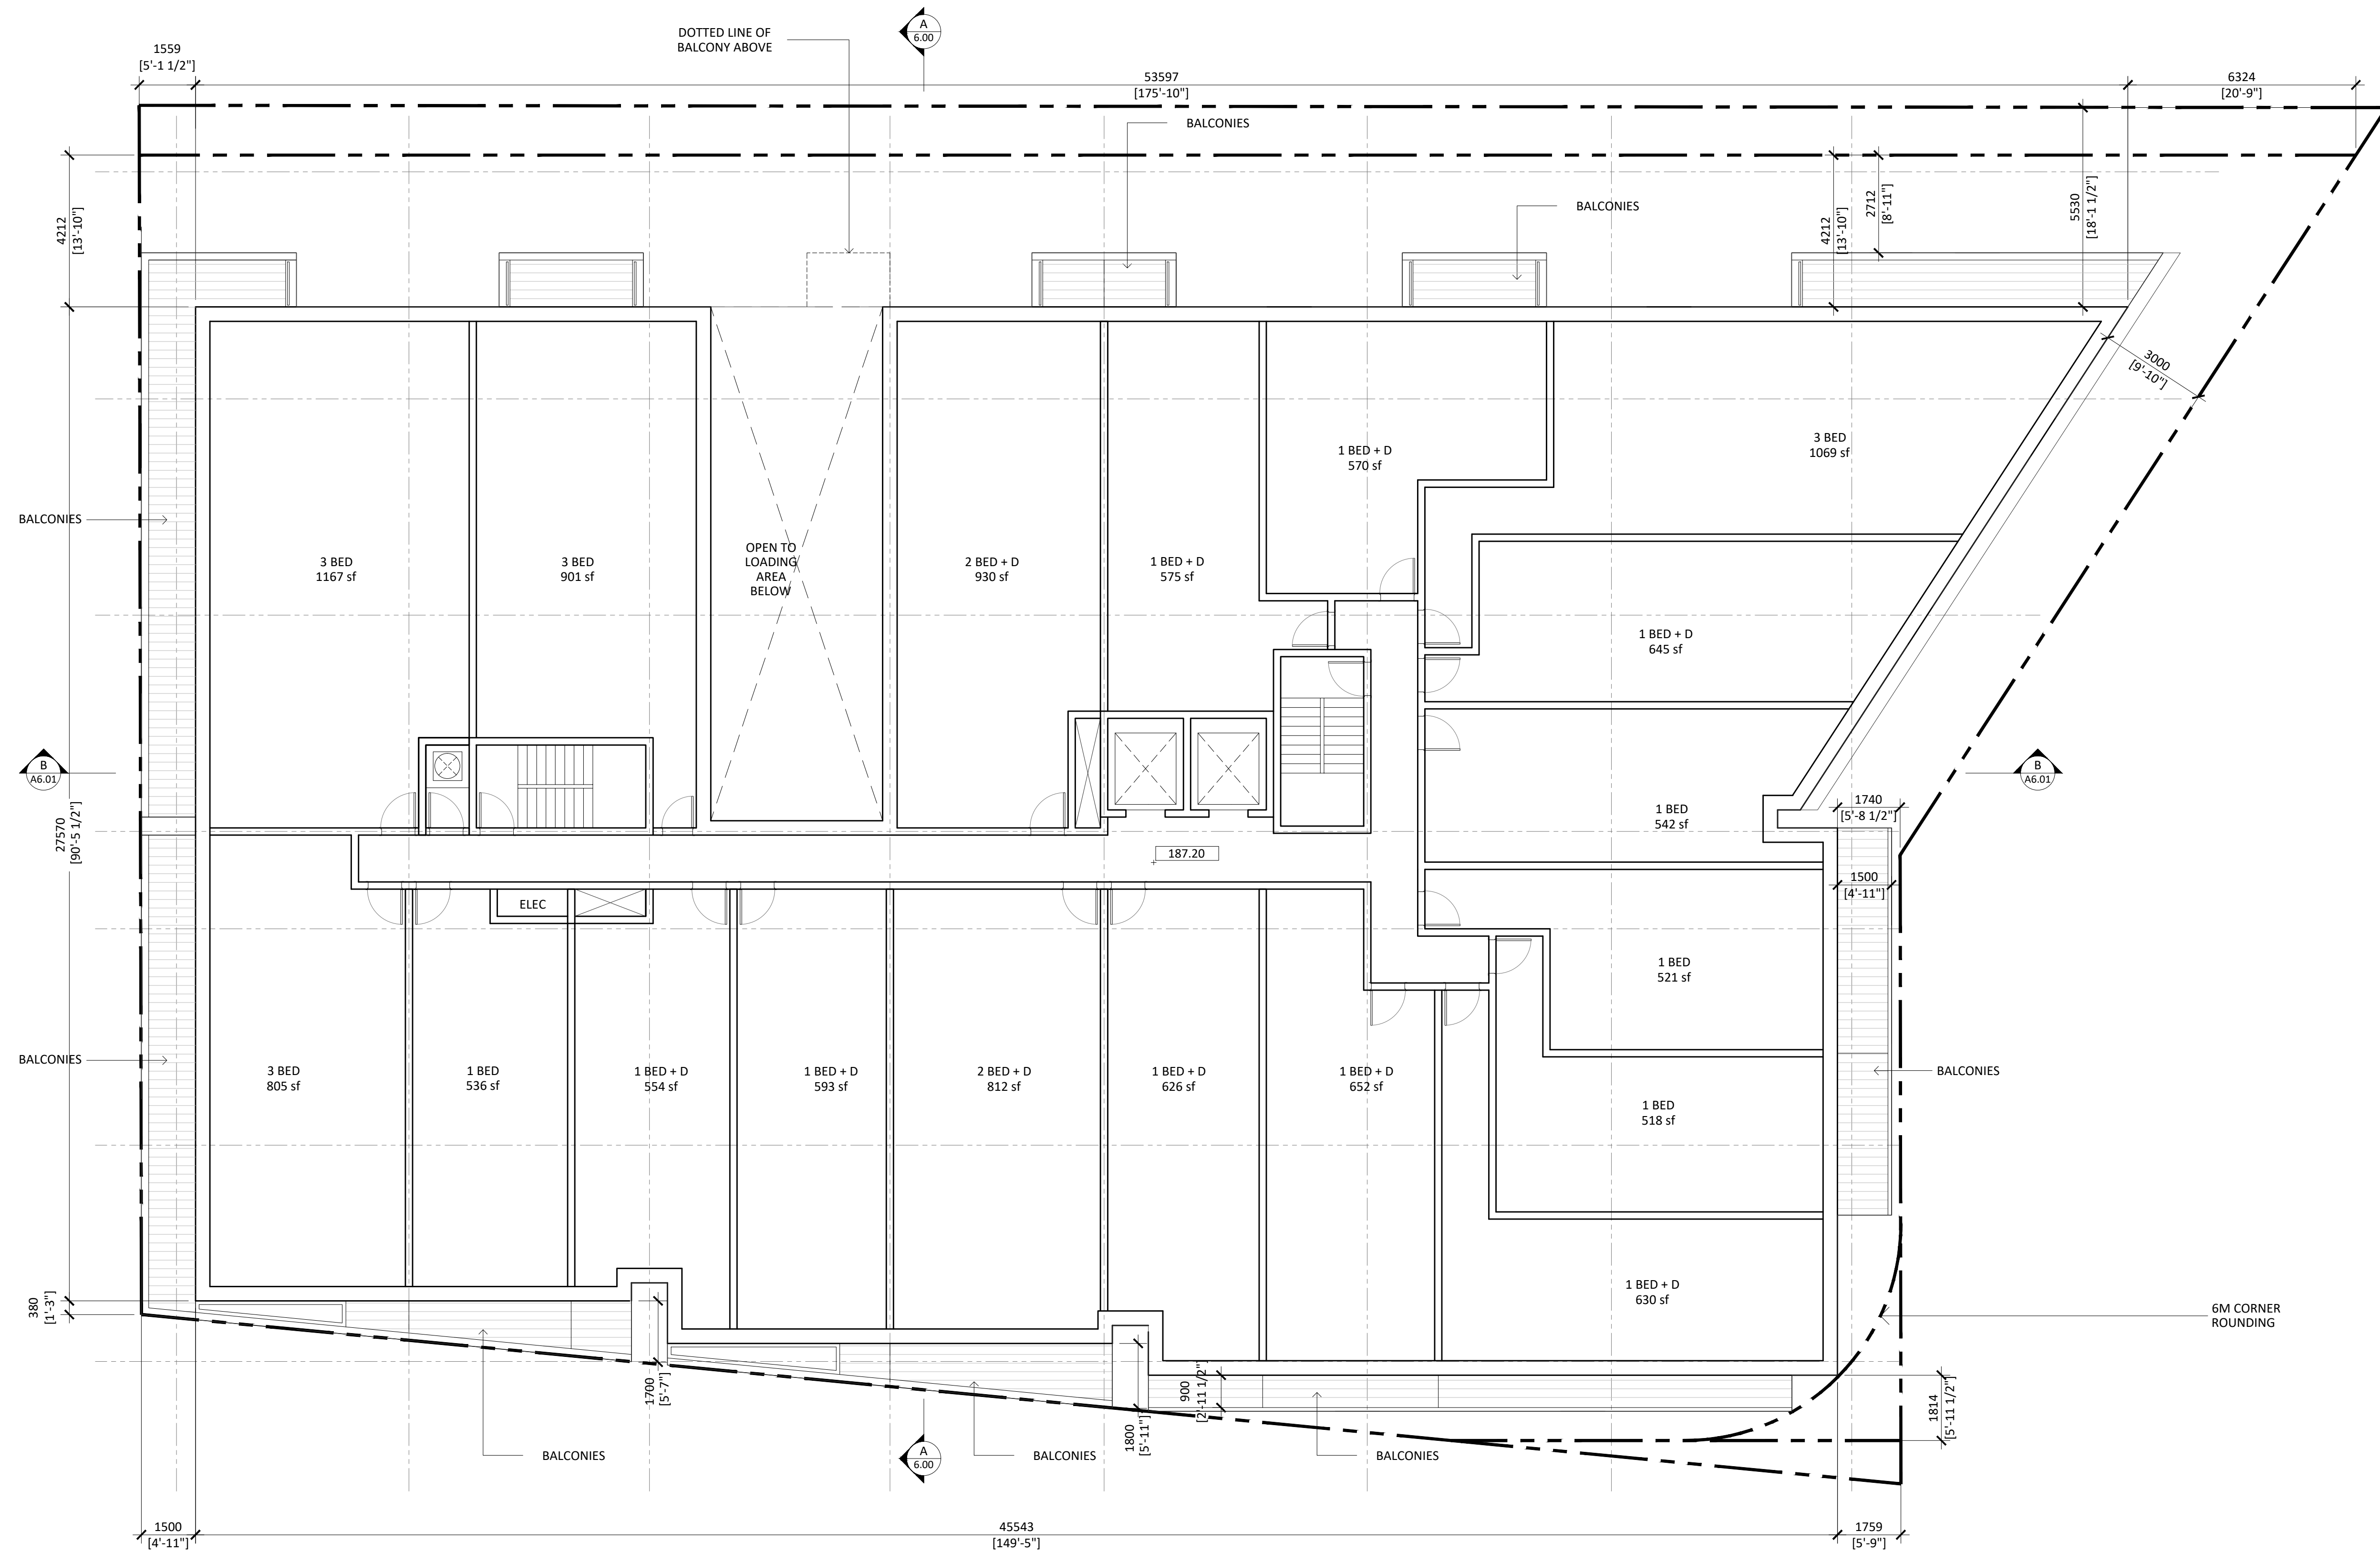 A
6.00
DOTTED LINE OF
BALCONY ABOVE
1559
[5'-1 1/2"]
53597
[175'-10"]
6324
[20'-9"]
BALCONIES
BALCONIES
4212
[13'-10"]
4212
[13'-10"]
2712
[8'-11"]
5530
[18'-1 1/2"]
3000
[9'-10"]
3 BED
1069 sf
1 BED + D
570 sf
BALCONIES
3 BED
1167 sf
3 BED
901 sf
OPEN TO
LOADING
AREA
BELOW
2 BED + D
930 sf
1 BED + D
575 sf
1 BED + D
645 sf
B
A6.01
B
A6.01
27570
[90'-5 1/2"]
1 BED
542 sf
1740
[5'-8 1/2"]
187.20
1500
[4'-11"]
ELEC
1 BED
521 sf
BALCONIES
3 BED
805 sf
1 BED
536 sf
1 BED + D
554 sf
1 BED + D
593 sf
2 BED + D
812 sf
1 BED + D
626 sf
1 BED + D
652 sf
BALCONIES
1 BED
518 sf
1 BED + D
630 sf
380
[1'-3"]
6M CORNER
ROUNDING
1700
[5'-7"]
900
[2'-11 1/2"]
1800
[5'-11"]
1814
[5'-11 1/2"]
BALCONIES
BALCONIES
BALCONIES
A
6.00
1500
[4'-11"]
45543
[149'-5"]
1759
[5'-9"]